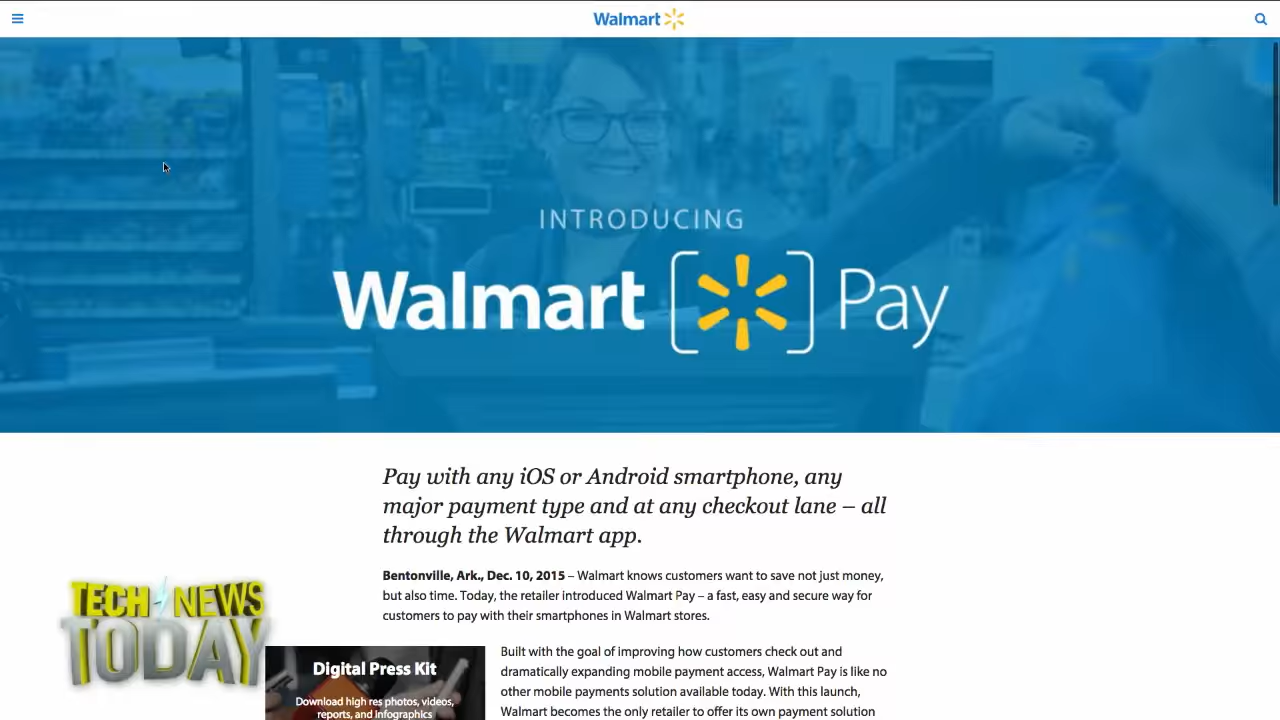 Walmart
INTRODUCING
Walmart Pay
Pay with any iOS or Android smartphone, any
major payment type and at any checkout lane – all
through the Walmart app.
Bentonville, Ark., Dec. 10, 2015 – Walmart knows customers want to save not just money,
but also time. Today, the retailer introduced Walmart Pay – a fast, easy and secure way for
customers to pay with their smartphones in Walmart stores.
TECH NEWS
TODAY
Digital Press Kit
Download high res photos, videos,
reports, and infographics
Built with the goal of improving how customers check out and
dramatically expanding mobile payment access, Walmart Pay is like no
other mobile payments solution available today. With this launch,
Walmart becomes the only retailer to offer its own payment solution